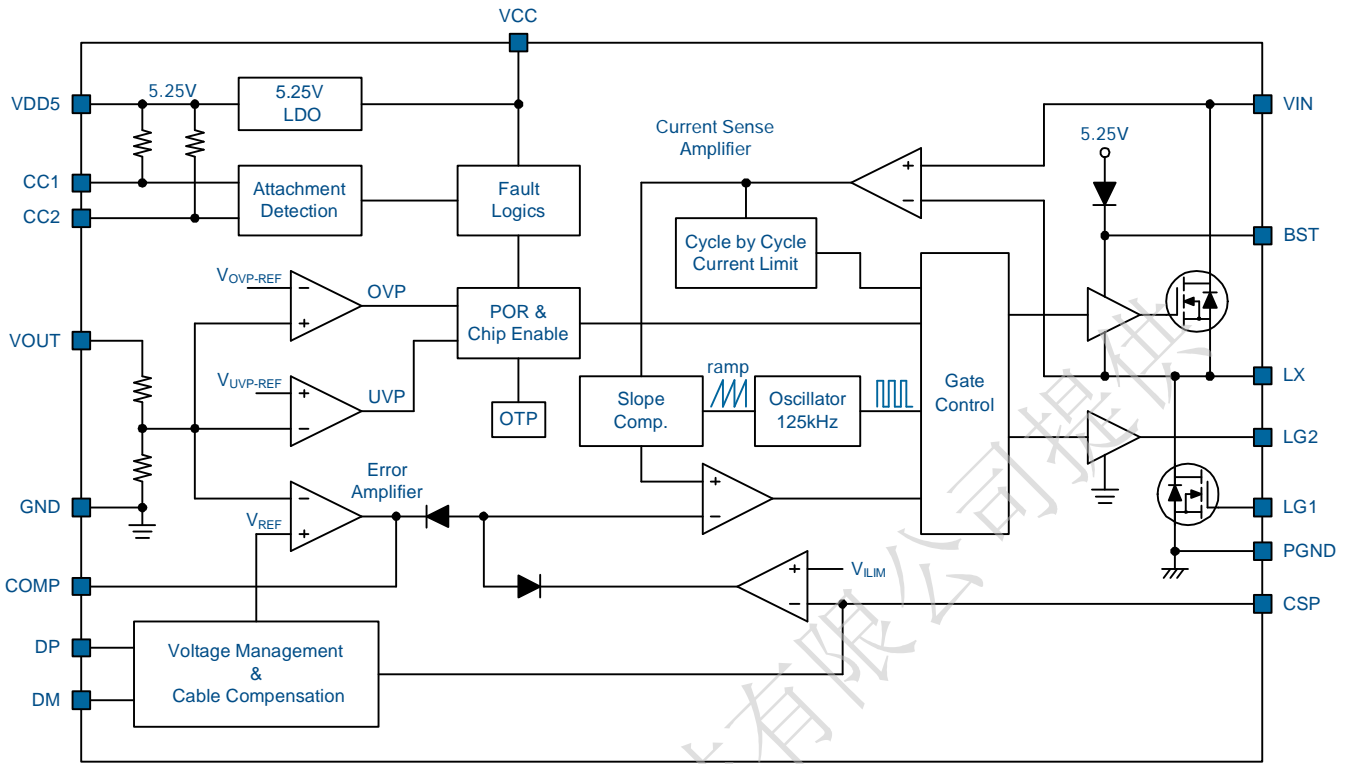 VCC
VDD5
5.25V
5.25V
LDO
CC1
CC2
Attachment
Detection
Fault
Logics
Current Sense
Amplifier
+
−
Cycle by Cycle
Current Limit
5.25V
VIN
BST
VOVP-REF
−
+
OVP
POR &
Chip Enable
VOUT
VUVP-REF
+
−
UVP
OTP
Slope
Comp.
ramp
Oscillator
125kHz
Gate
Control
LX
LG2
LG1
PGND
CSP
GND
Error
Amplifier
−
+
VREF
+
−
COMP
+
−
VILIM
DP
DM
Voltage Management
&
Cable Compensation
有限公司提供